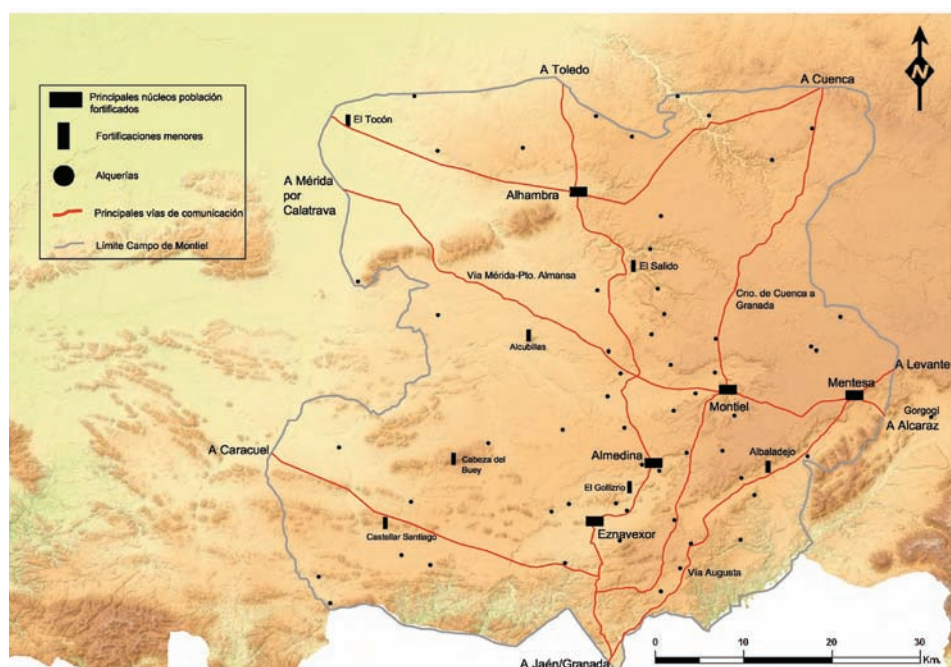 Principales núcleos población
fortificados
Fortificaciones menores
Alquerías
Principales vías de comunicación
Límite Campo de Montiel
A Toledo
A Cuenca
N
El Tocón
A Mérida
por
Calatrava
Alhambra
El Salido
Vía Mérida-Pto. Almansa
Cno. de Cuenca a
Granada
Alcubillas
A Levante
Mentesa
Montiel
Gorgogí
A Alcaraz
A Caracuel
Almedina
Albaladejo
Cabeza del
Buey
El Gollizno
Eznavexor
Castellar Santiago
Vía Augusta
A Jaén/Granada
0 10 20 30
Km.